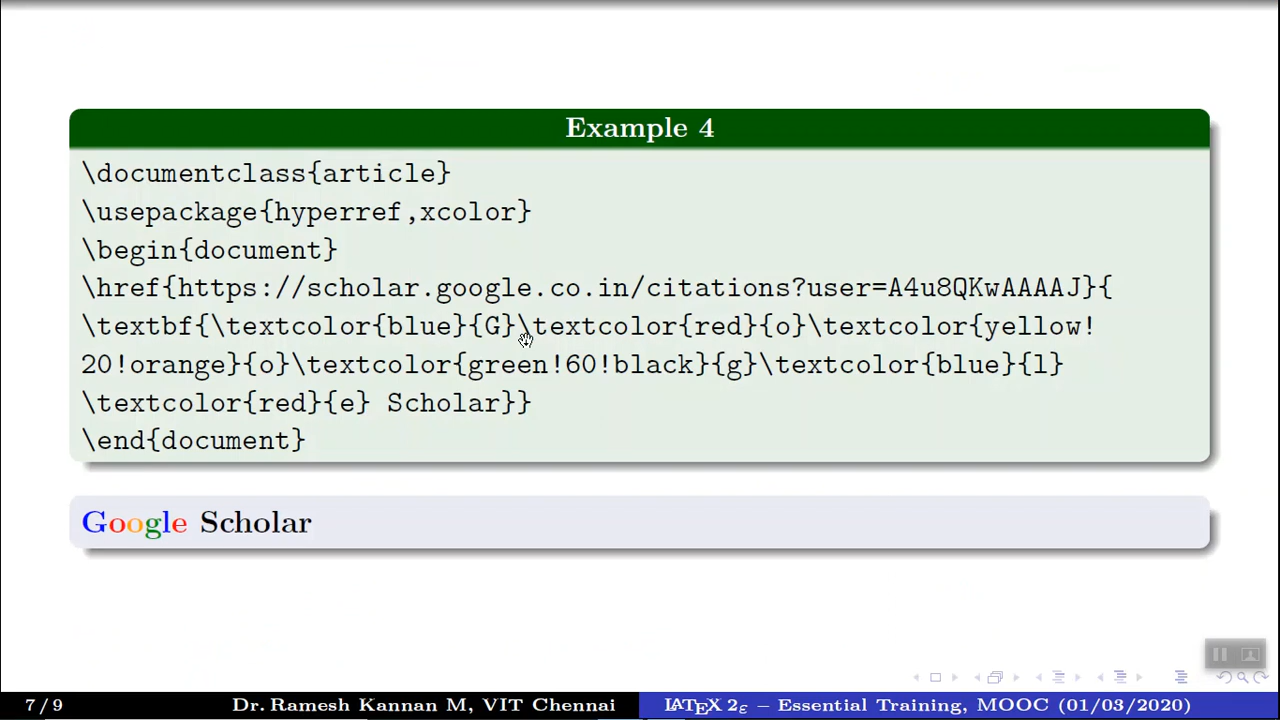 Example 4
\documentclass{article}
\usepackage{hyperref,xcolor}
\begin{document}
\href{https://scholar.google.co.in/citations?user=A4u8QKwAAAAJ}{
\textbf{\textcolor{blue}{G}\textcolor{red}{o}\textcolor{yellow!
20!orange}{o}\textcolor{green!60!black}{g}\textcolor{blue}{l}
\textcolor{red}{e} Scholar}}
\end{document}
Google Scholar
7 / 9 Dr. Ramesh Kannan M, VIT Chennai LATEX 2ε – Essential Training, MOOC (01/03/2020)